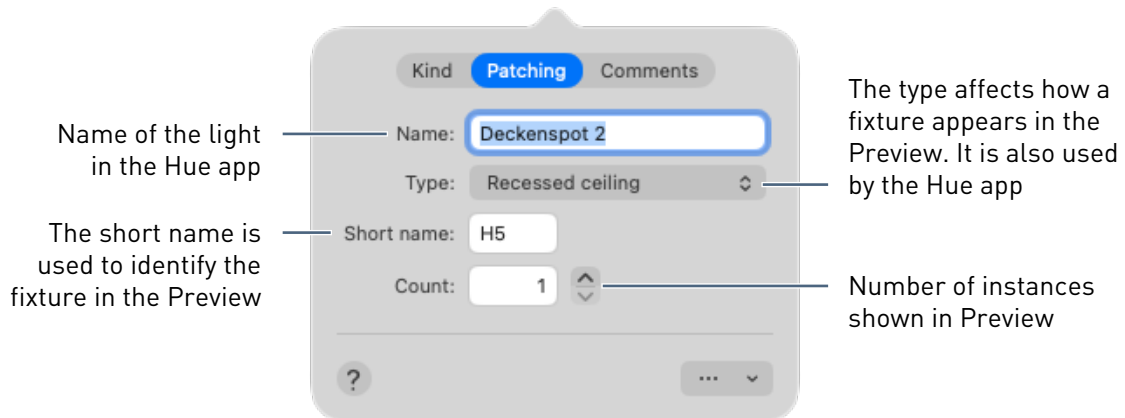 Kind Patching Comments
Name of the light
in the Hue app
Name: Deckenspot 2
The type affects how a
fixture appears in the
Preview. It is also used
by the Hue app
Type: Recessed ceiling
The short name is
used to identify the
fixture in the Preview
Short name: H5
Count: 1
Number of instances
shown in Preview
? ...